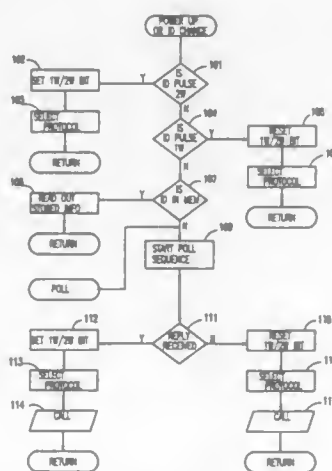 POWER UP
OR ID CHANGE
101
IS
ID PULSE
2W
102
SET 1W/2W BIT
Y
N
103
SELECT
PROTOCOL
RETURN
104
IS
ID PULSE
1W
Y
N
105
RESET
1W/2W BIT
SELECT
PROTOCOL
RETURN
107
IS
ID IN MEM
Y
N
READ OUT
STORED INFO
RETURN
START POLL
SEQUENCE
POLL
111
REPLY
RECEIVED
Y
N
112
SET 1W/2W BIT
113
SELECT
PROTOCOL
114
CALL
RETURN
RESET
1W/2W BIT
SELECT
PROTOCOL
CALL
RETURN